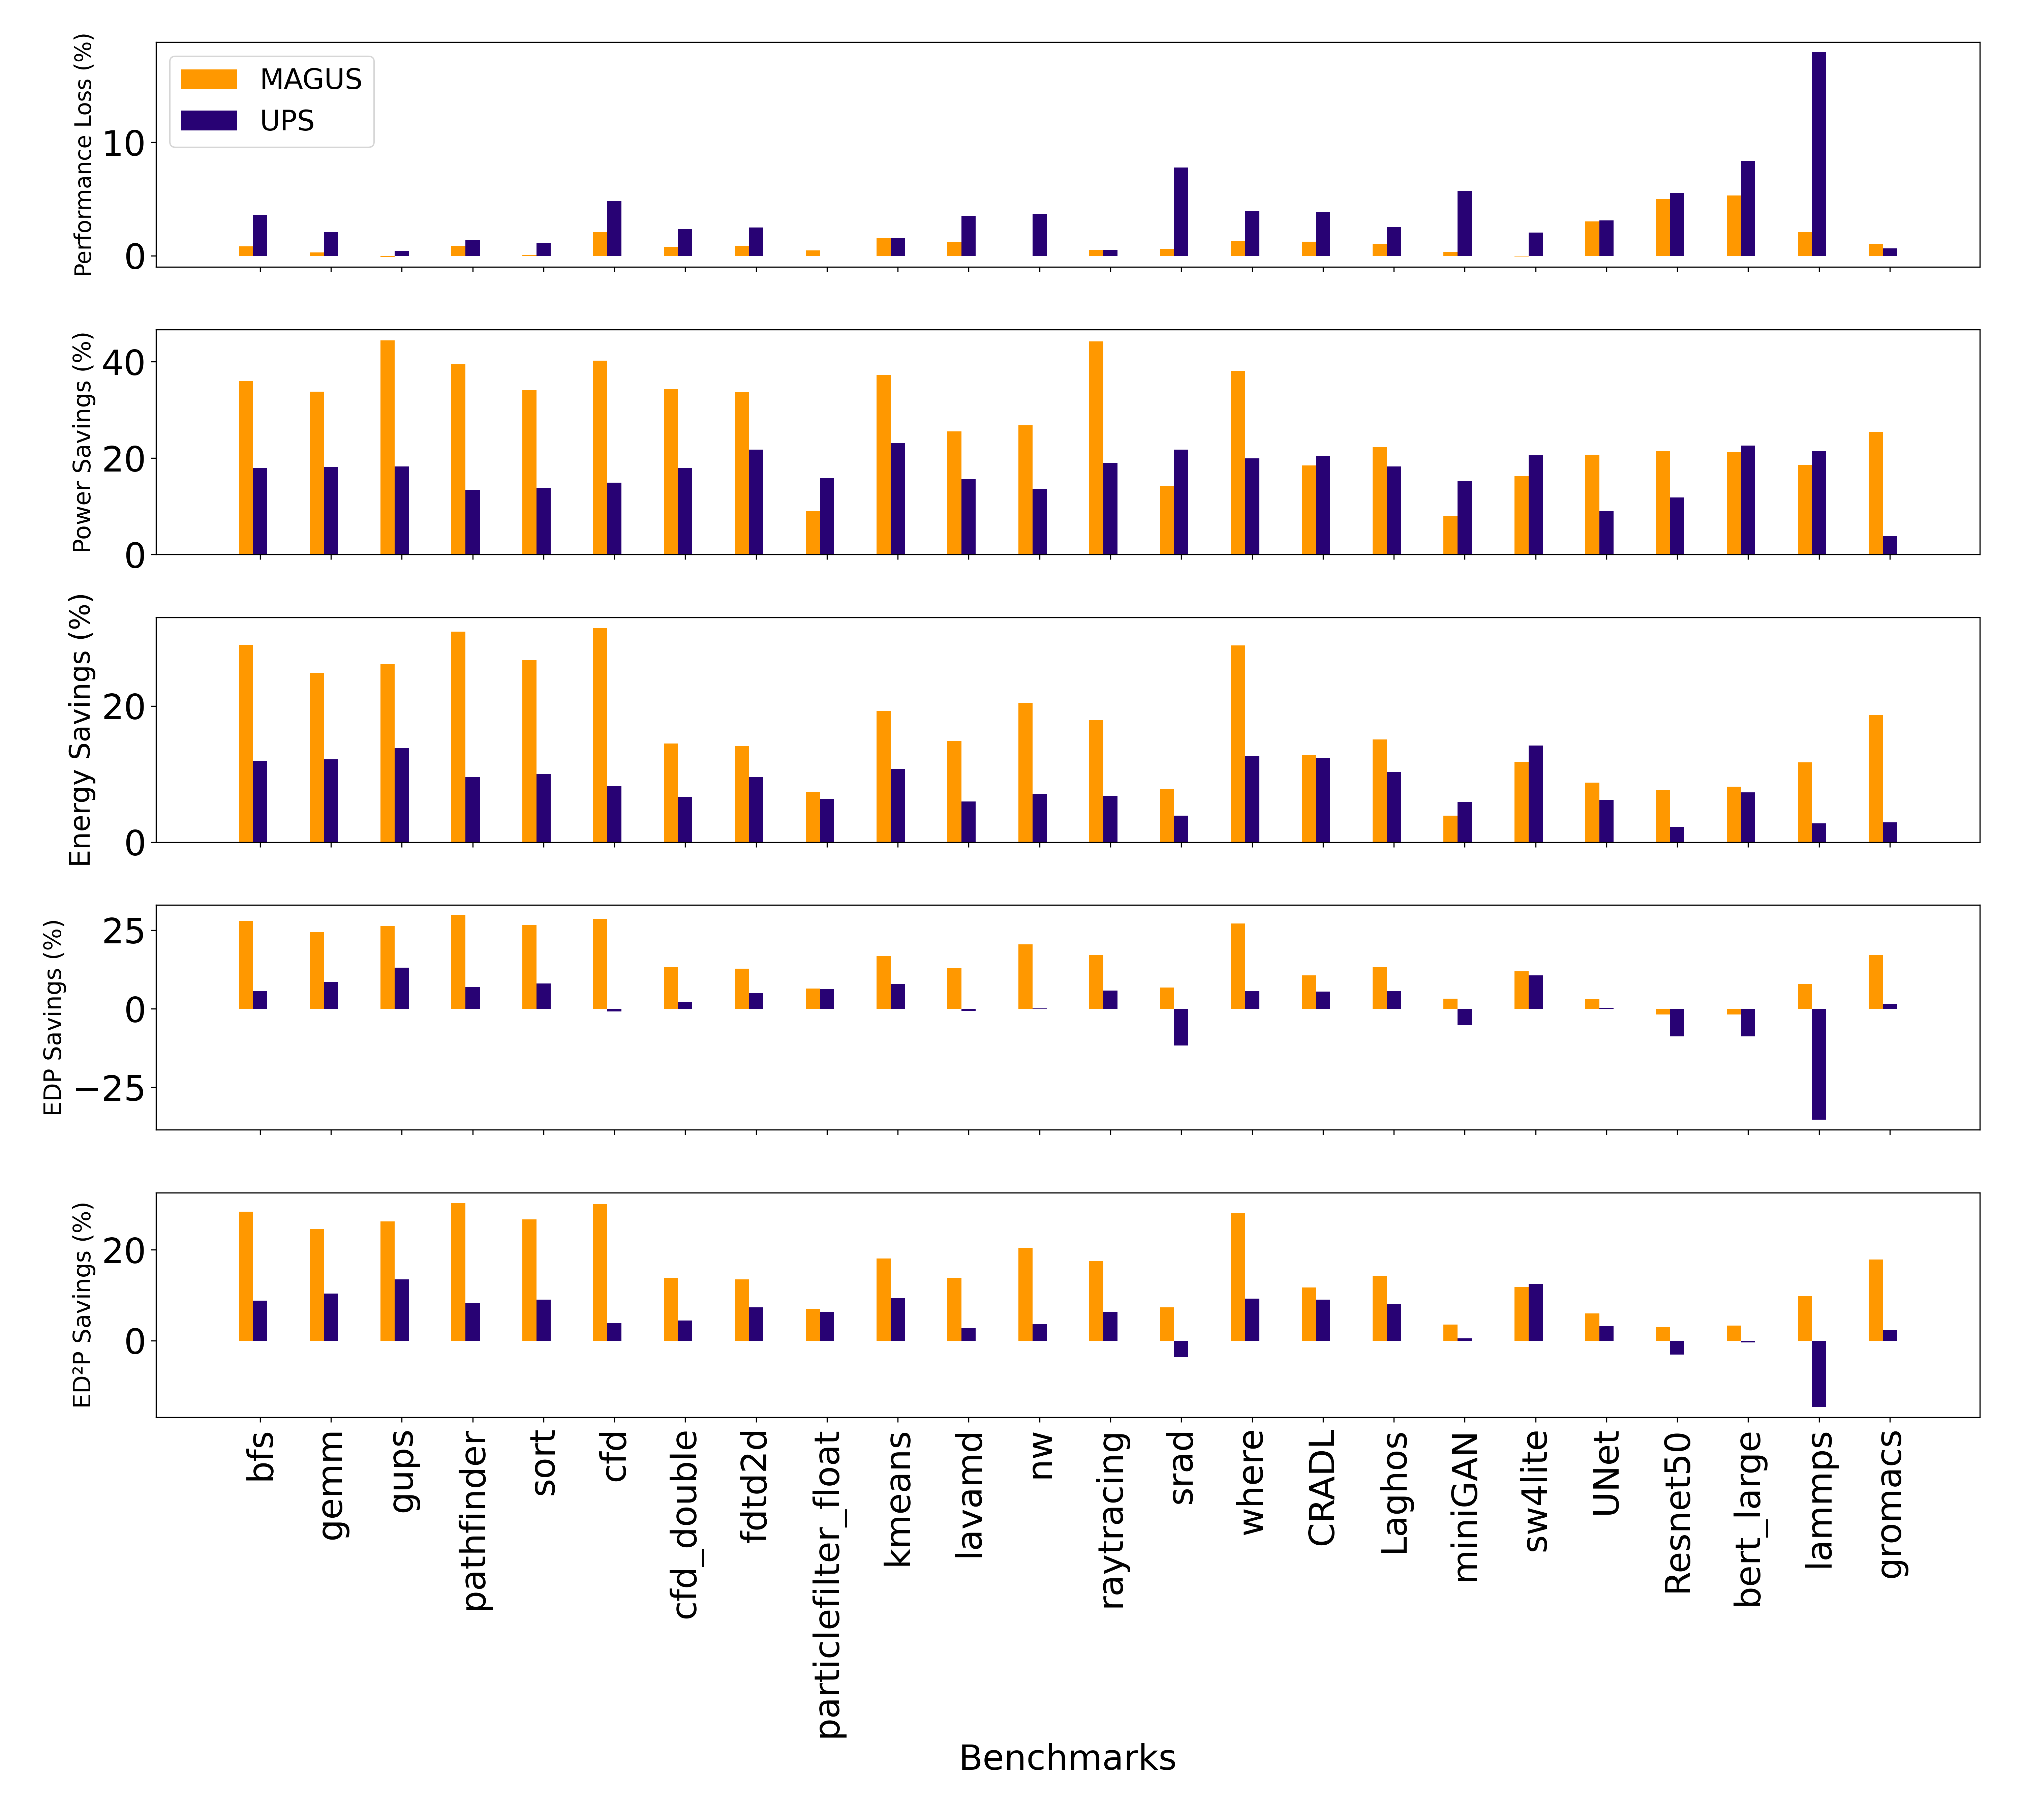 Performance Loss (%)
10
0
MAGUS
UPS
Power Savings (%)
40
20
0
Energy Savings (%)
20
0
EDP Savings (%)
25
0
−25
ED²P Savings (%)
20
0
bfs
gemm
gups
pathfinder
sort
cfd
cfd_double
fdtd2d
particlefilter_float
kmeans
lavamd
nw
raytracing
srad
where
CRADL
Laghos
miniGAN
sw4lite
UNet
Resnet50
bert_large
lammps
gromacs
Benchmarks